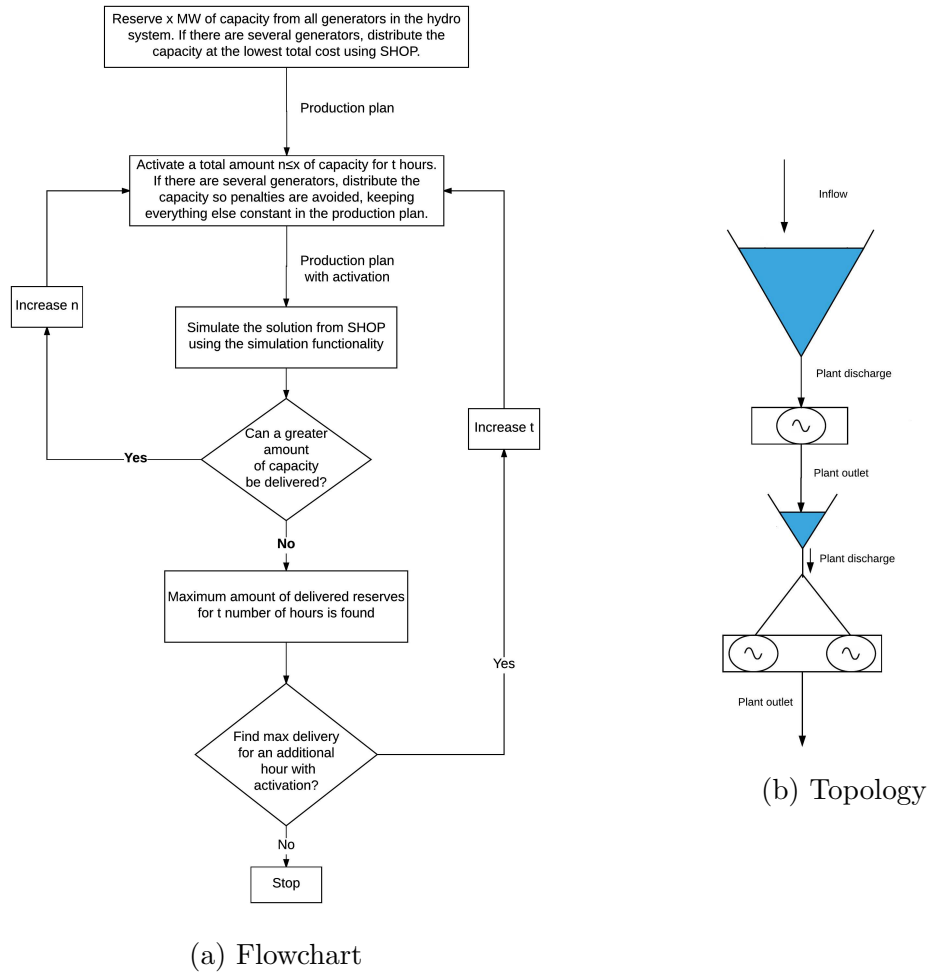 Reserve x MW of capacity from all generators in the hydro
system. If there are several generators, distribute the
capacity at the lowest total cost using SHOP.
Production plan
Activate a total amount n≤x of capacity for t hours.
If there are several generators, distribute the
capacity so penalties are avoided, keeping
everything else constant in the production plan.
Production plan
with activation
Increase n
Simulate the solution from SHOP
using the simulation functionality
Increase t
Can a greater
amount
of capacity
be delivered?
Yes
No
Maximum amount of delivered reserves
for t number of hours is found
Yes
Find max delivery
for an additional
hour with
activation?
No
Stop
(a) Flowchart
Inflow
Plant discharge
Plant outlet
Plant discharge
Plant outlet
(b) Topology